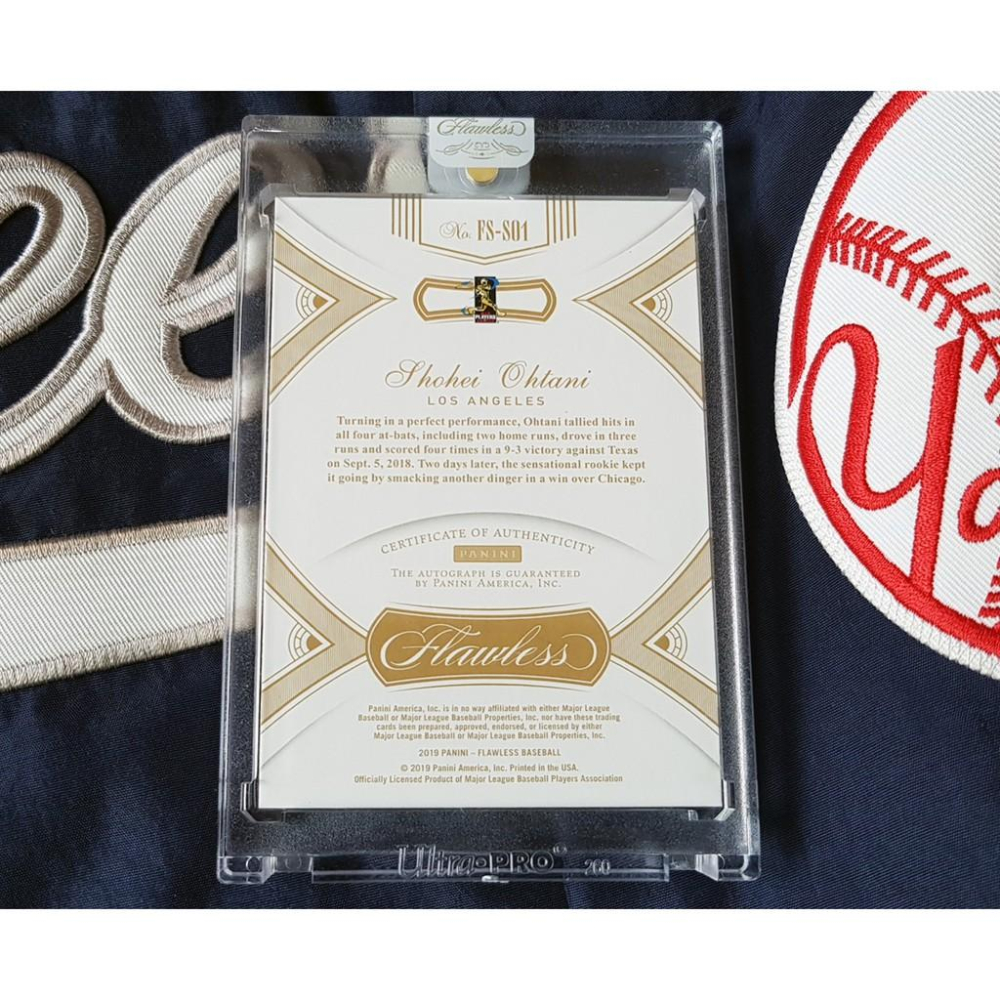 Flawless
No. FS-SO1
PLAYERS
Shohei Ohtani
LOS ANGELES
Turning in a perfect performance, Ohtani tallied hits in
all four at-bats, including two home runs, drove in three
runs and scored four times in a 9-3 victory against Texas
on Sept. 5, 2018. Two days later, the sensational rookie kept
it going by smacking another dinger in a win over Chicago.
CERTIFICATE OF AUTHENTICITY
PANINI
THE AUTOGRAPH IS GUARANTEED
BY PANINI AMERICA, INC.
Flawless
Panini America, Inc. is in no way affiliated with either Major League
Baseball or Major League Baseball Properties, Inc. nor have these trading
cards been prepared, approved, endorsed, or licensed by either
Major League Baseball or Major League Baseball Properties, Inc.
2019 PANINI – FLAWLESS BASEBALL
© 2019 Panini America, Inc. Printed in the USA.
Officially Licensed Product of Major League Baseball Players Association
Ultra•PRO™ 260